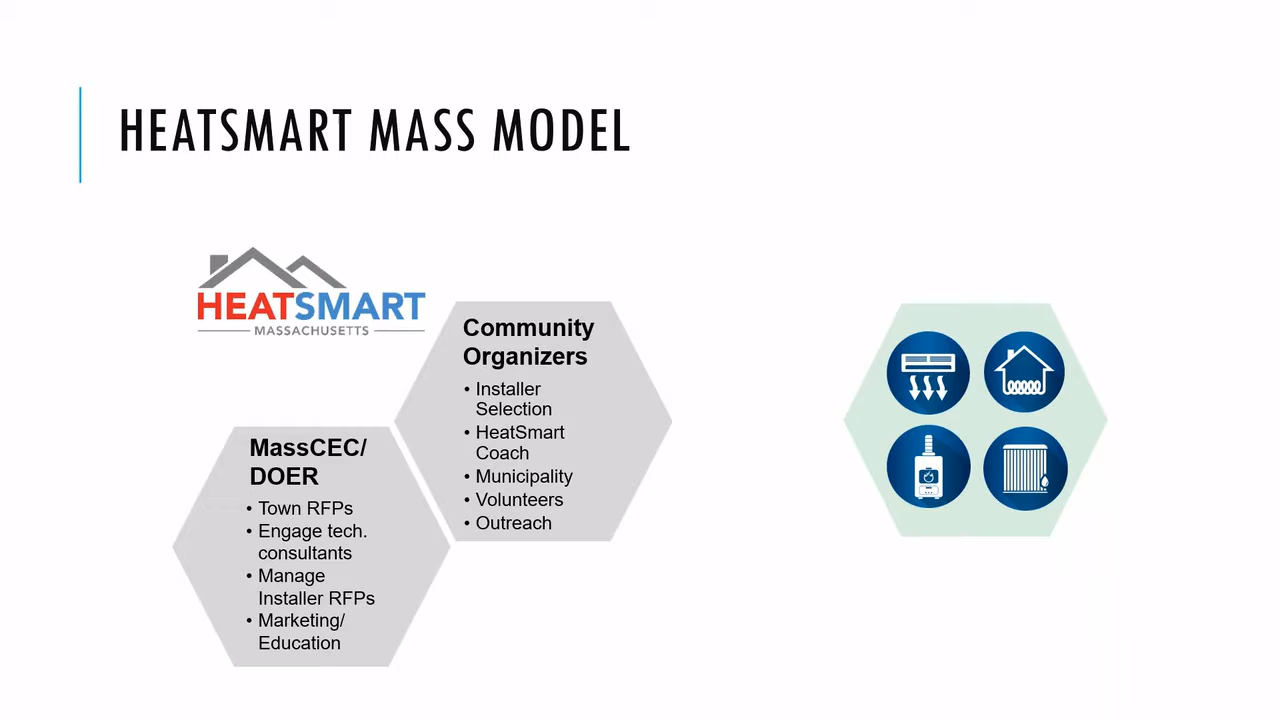 HEATSMART MASS MODEL
HEATSMART
MASSACHUSETTS
Community
Organizers
• Installer
Selection
• HeatSmart
Coach
• Municipality
• Volunteers
• Outreach
MassCEC/
DOER
• Town RFPs
• Engage tech.
consultants
• Manage
Installer RFPs
• Marketing/
Education